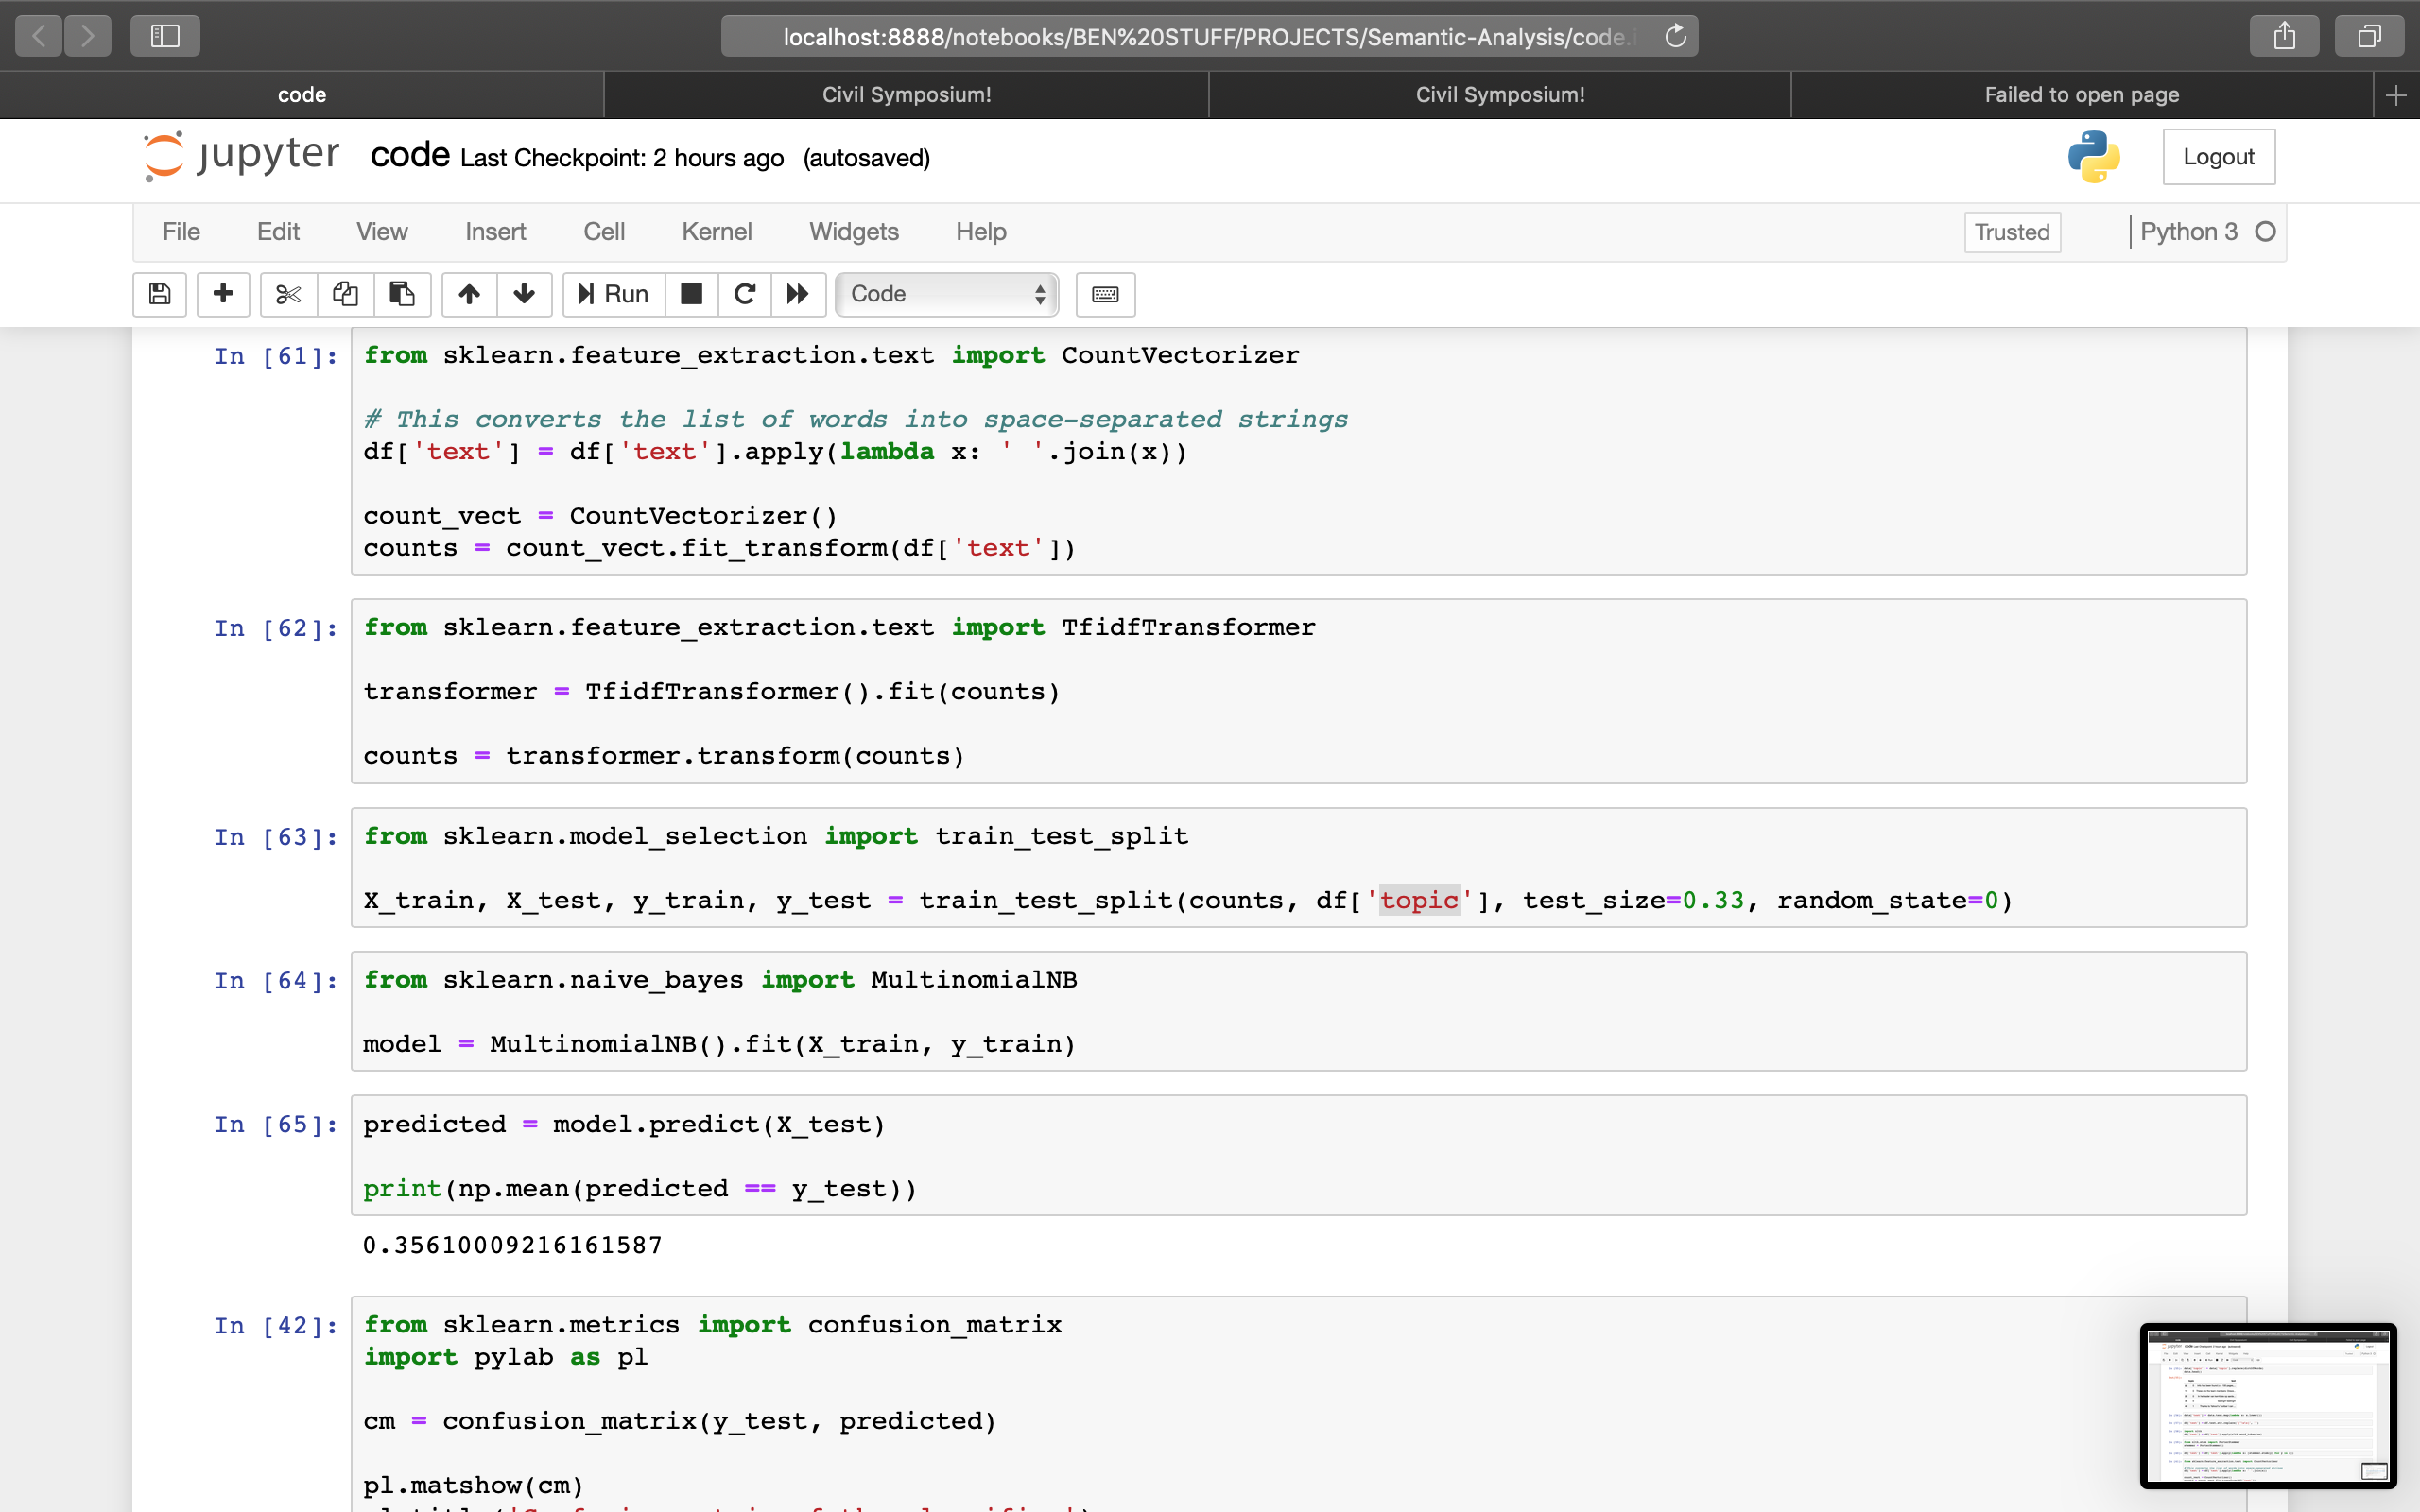 localhost:8888/notebooks/BEN%20STUFF/PROJECTS/Semantic-Analysis/code.i
code
Civil Symposium!
Civil Symposium!
Failed to open page
jupyter code Last Checkpoint: 2 hours ago (autosaved)
Logout
File Edit View Insert Cell Kernel Widgets Help
Trusted
Python 3
Run
Code
In [61]:
from sklearn.feature_extraction.text import CountVectorizer
# This converts the list of words into space-separated strings
df['text'] = df['text'].apply(lambda x: ' '.join(x))
count_vect = CountVectorizer()
counts = count_vect.fit_transform(df['text'])
In [62]:
from sklearn.feature_extraction.text import TfidfTransformer
transformer = TfidfTransformer().fit(counts)
counts = transformer.transform(counts)
In [63]:
from sklearn.model_selection import train_test_split
X_train, X_test, y_train, y_test = train_test_split(counts, df['topic'], test_size=0.33, random_state=0)
In [64]:
from sklearn.naive_bayes import MultinomialNB
model = MultinomialNB().fit(X_train, y_train)
In [65]:
predicted = model.predict(X_test)
print(np.mean(predicted == y_test))
0.35610009216161587
In [42]:
from sklearn.metrics import confusion_matrix
import pylab as pl
cm = confusion_matrix(y_test, predicted)
pl.matshow(cm)